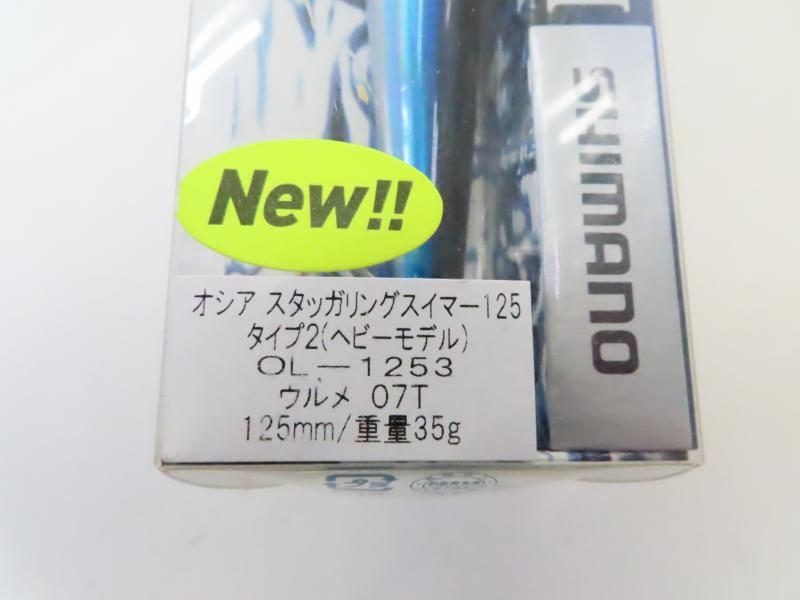 SHIMANO
New!!
オシア スタッガリングスイマー125
タイプ2(ヘビーモデル)
OL-1253
ウルメ 07T
125mm/重量35g